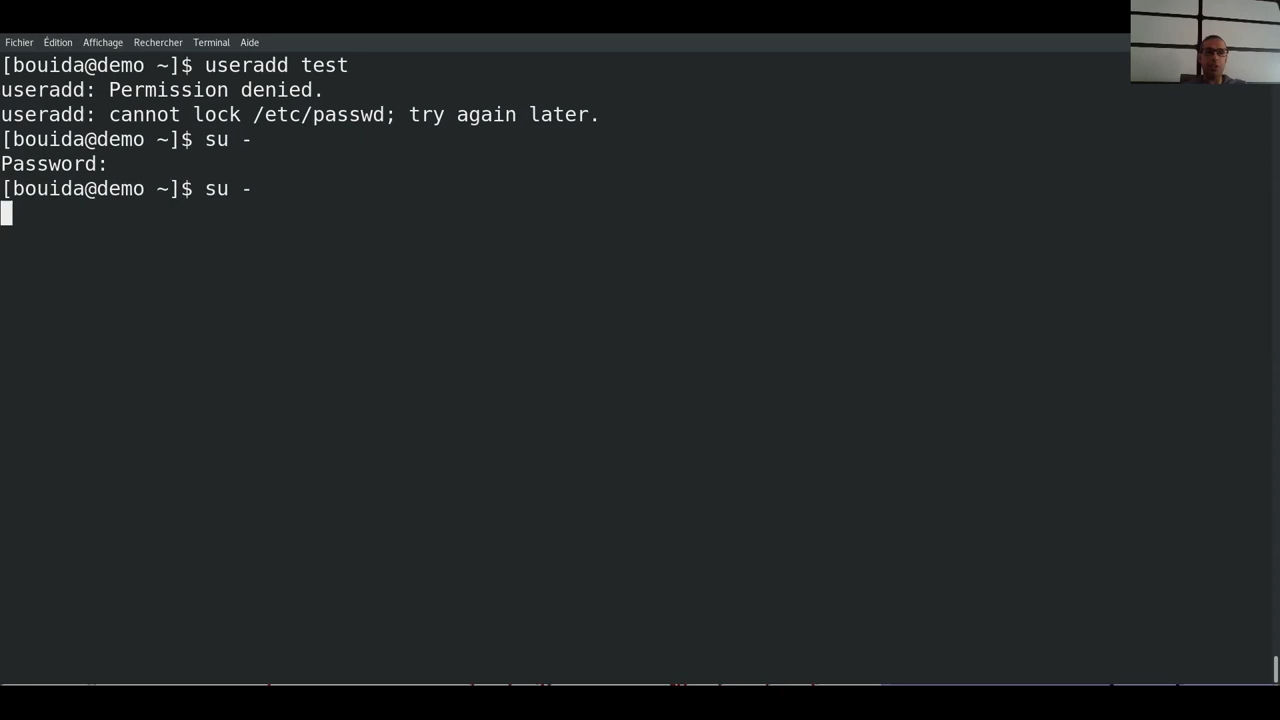 Fichier Édition Affichage Rechercher Terminal Aide
[bouida@demo ~]$ useradd test
useradd: Permission denied.
useradd: cannot lock /etc/passwd; try again later.
[bouida@demo ~]$ su -
Password:
[bouida@demo ~]$ su -